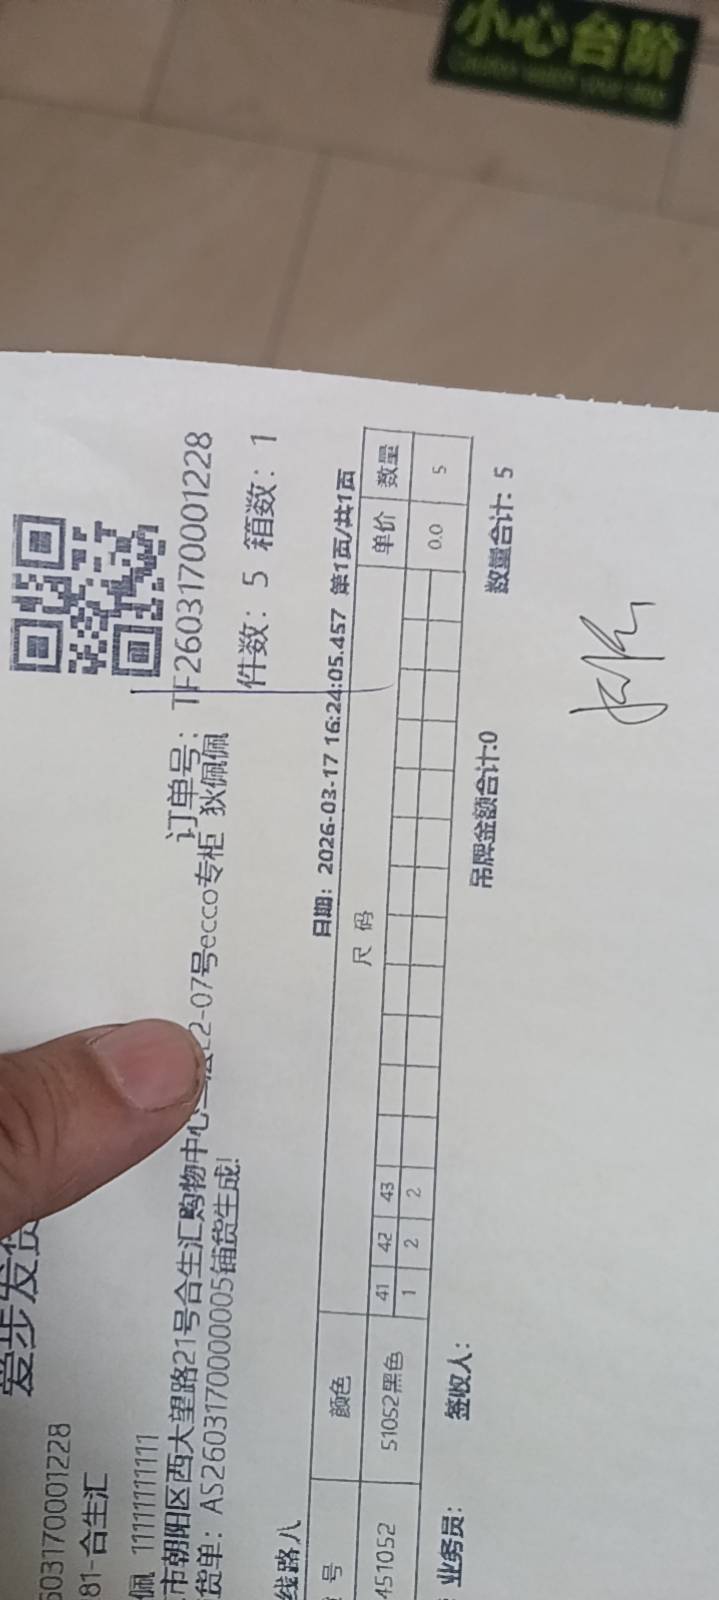 小心台阶
爱步发货
订单号：TF2603170001228
603170001228
件数：5 箱数：1
81-合生汇
佩 11111111111
市朝阳区西大望路21号合生汇购物中心 2-07号ecco专柜 狄佩佩
货单：AS2603170000005铺货生成!
线路八
日期：2026-03-17 16:24:05.457 第1页/共1页
号 颜色 尺 码 单价 数量
41 42 43
451052 51052黑色 1 2 2 0.0 5
业务员： 签收人： 吊牌金额合计:0 数量合计: 5